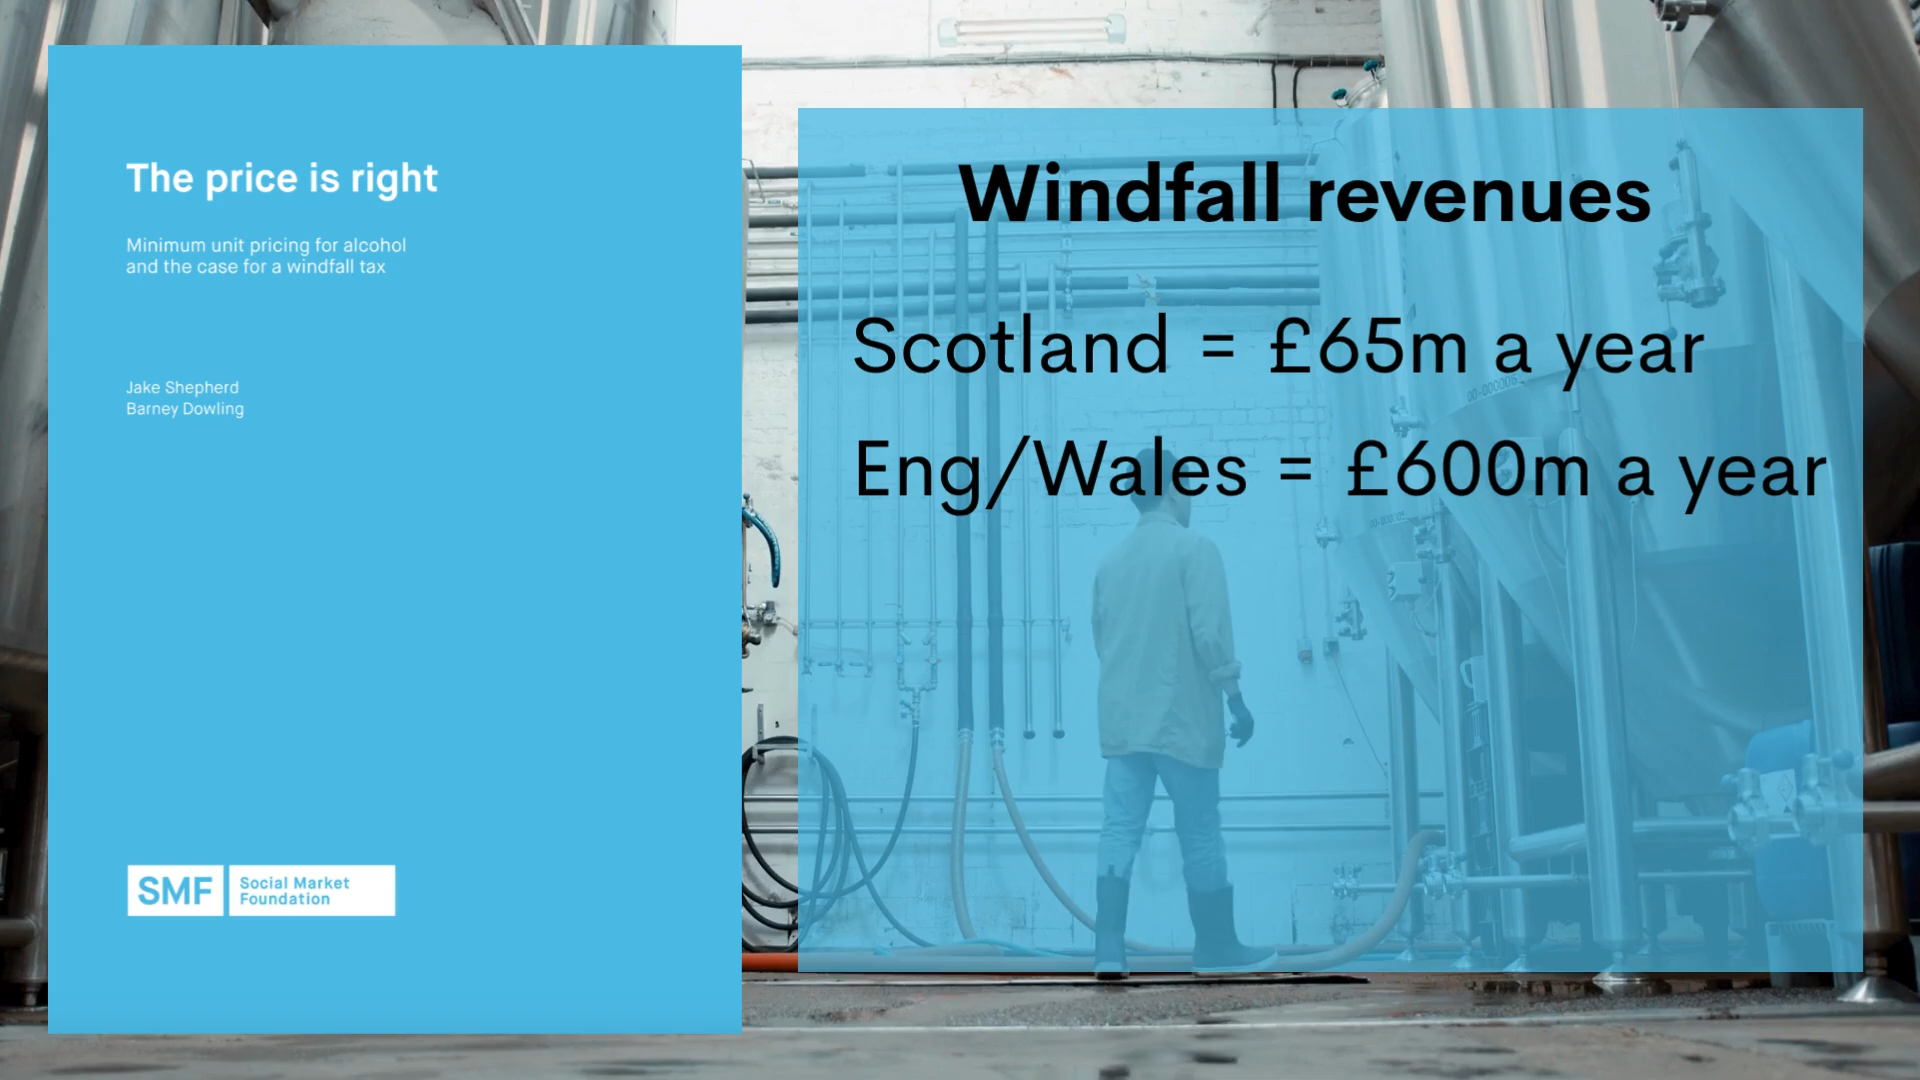 The price is right
Minimum unit pricing for alcohol
and the case for a windfall tax
Jake Shepherd
Barney Dowling
SMF
Social Market
Foundation
Windfall revenues
Scotland = £65m a year
Eng/Wales = £600m a year